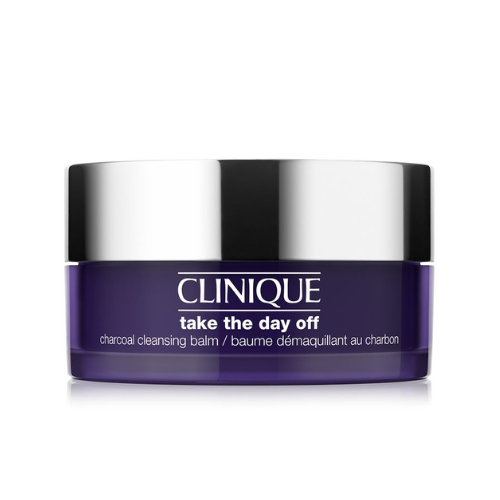 CLINIQUE
take the day off
charcoal cleansing balm / baume démaquillant au charbon